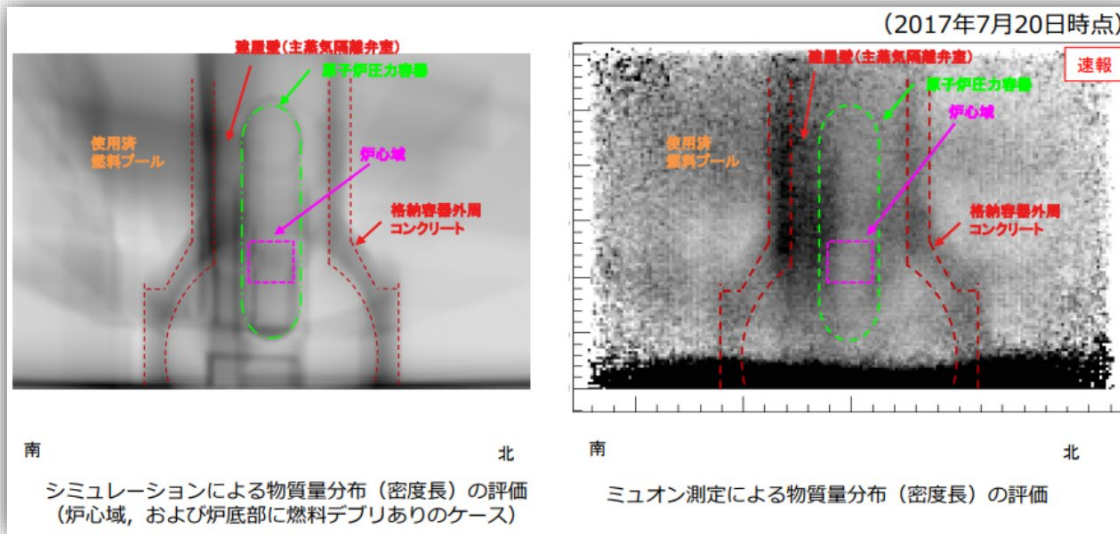 （2017年7月20日時点）
速報
建屋壁（主蒸気隔離弁室）
原子炉圧力容器
使用済
燃料プール
炉心域
格納容器外周
コンクリート
南
北
シミュレーションによる物質量分布（密度長）の評価
（炉心域，および炉底部に燃料デブリありのケース）
建屋壁（主蒸気隔離弁室）
原子炉圧力容器
炉心域
使用済
燃料プール
格納容器外周
コンクリート
南
北
ミュオン測定による物質量分布（密度長）の評価